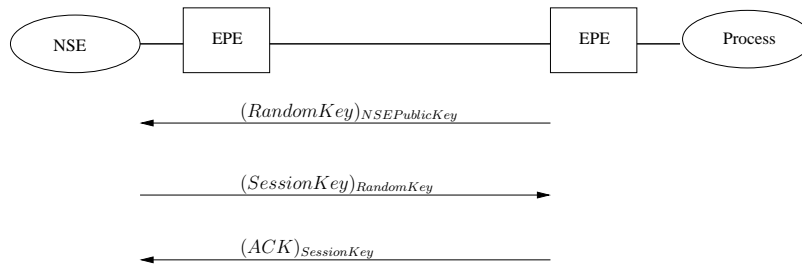 NSE EPE EPE Process
(RandomKey)NSEPublicKey
(SessionKey)RandomKey
(ACK)SessionKey